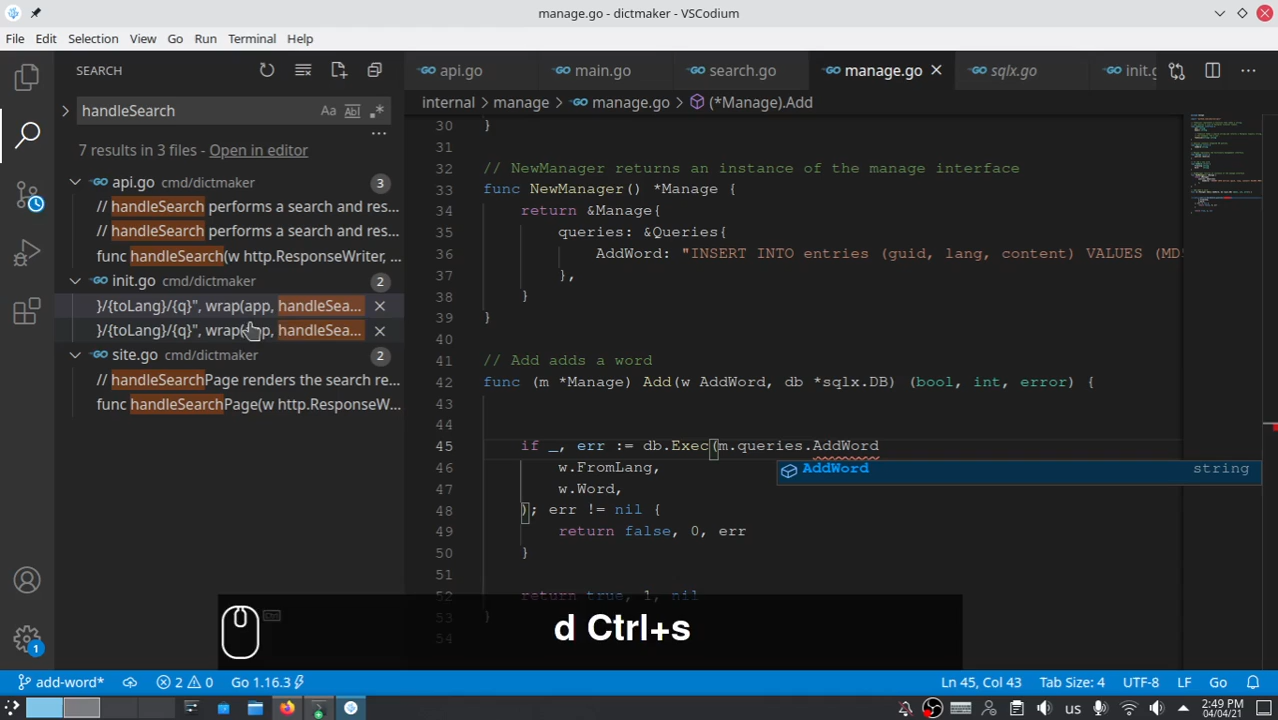 manage.go - dictmaker - VSCodium
File Edit Selection View Go Run Terminal Help
SEARCH
api.go main.go search.go manage.go sqlx.go init.g
handleSearch Aa Abl .*
internal > manage > manage.go > (*Manage).Add
7 results in 3 files - Open in editor
api.go cmd/dictmaker 3
// handleSearch performs a search and res...
// handleSearch performs a search and res...
func handleSearch(w http.ResponseWriter, ...
init.go cmd/dictmaker 2
}/{toLang}/{q}", wrap(app, handleSea...
}/{toLang}/{q}", wrap(app, handleSea...
site.go cmd/dictmaker 2
// handleSearchPage renders the search re...
func handleSearchPage(w http.ResponseW...
30 }
31
32 // NewManager returns an instance of the manage interface
33 func NewManager() *Manage {
34 return &Manage{
35 queries: &Queries{
36 AddWord: "INSERT INTO entries (guid, lang, content) VALUES (MD5
37 },
38 }
39 }
40
41 // Add adds a word
42 func (m *Manage) Add(w AddWord, db *sqlx.DB) (bool, int, error) {
43
44
45 if _, err := db.Exec(m.queries.AddWord
AddWord string
46 w.FromLang,
47 w.Word,
48 ); err != nil {
49 return false, 0, err
50 }
51
52 return true, 1, nil
53 }
54
d Ctrl+s
1
add-word* 2 0 Go 1.16.3 Ln 45, Col 43 Tab Size: 4 UTF-8 LF Go
2:49 PM
04/04/21